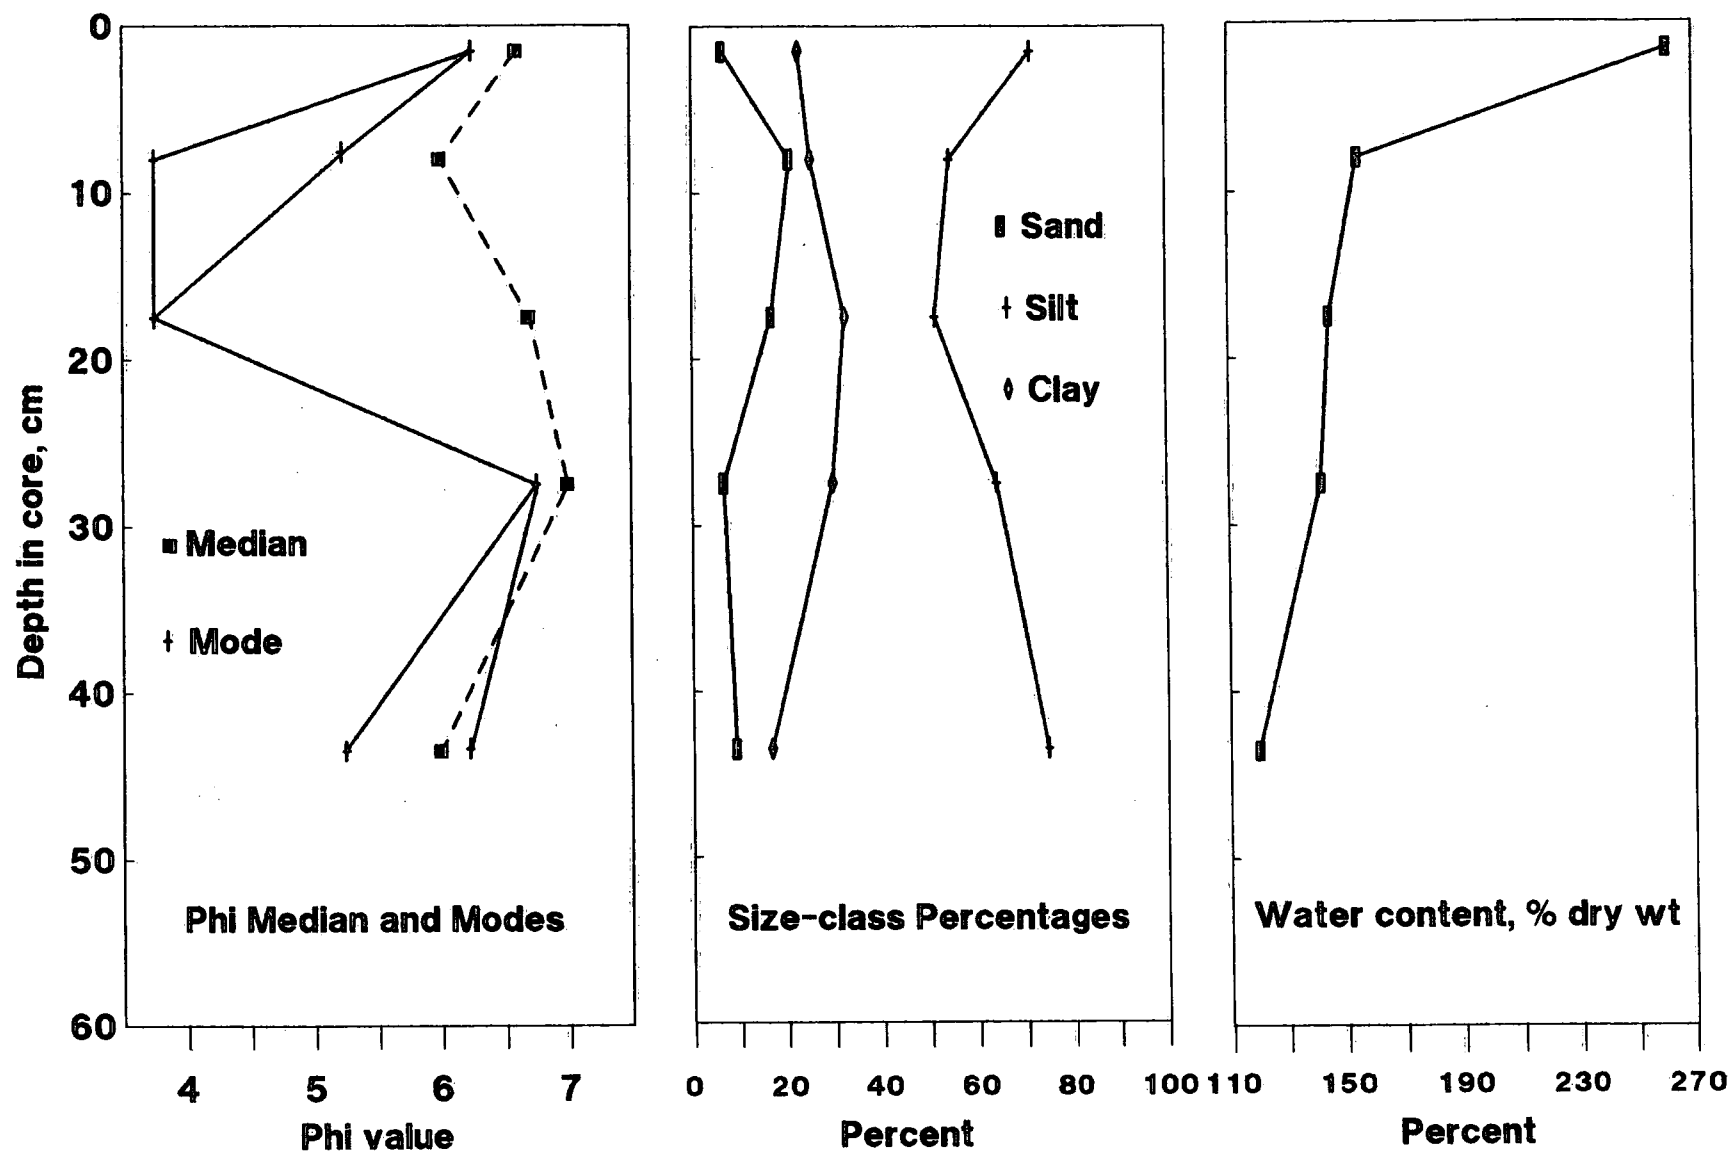 0
10
20
30
40
50
60
Depth in core, cm
Median
Mode
Phi Median and Modes
4 5 6 7
Phi value
Sand
Silt
Clay
Size-class Percentages
0 20 40 60 80 100
Percent
Water content, % dry wt
110 150 190 230 270
Percent